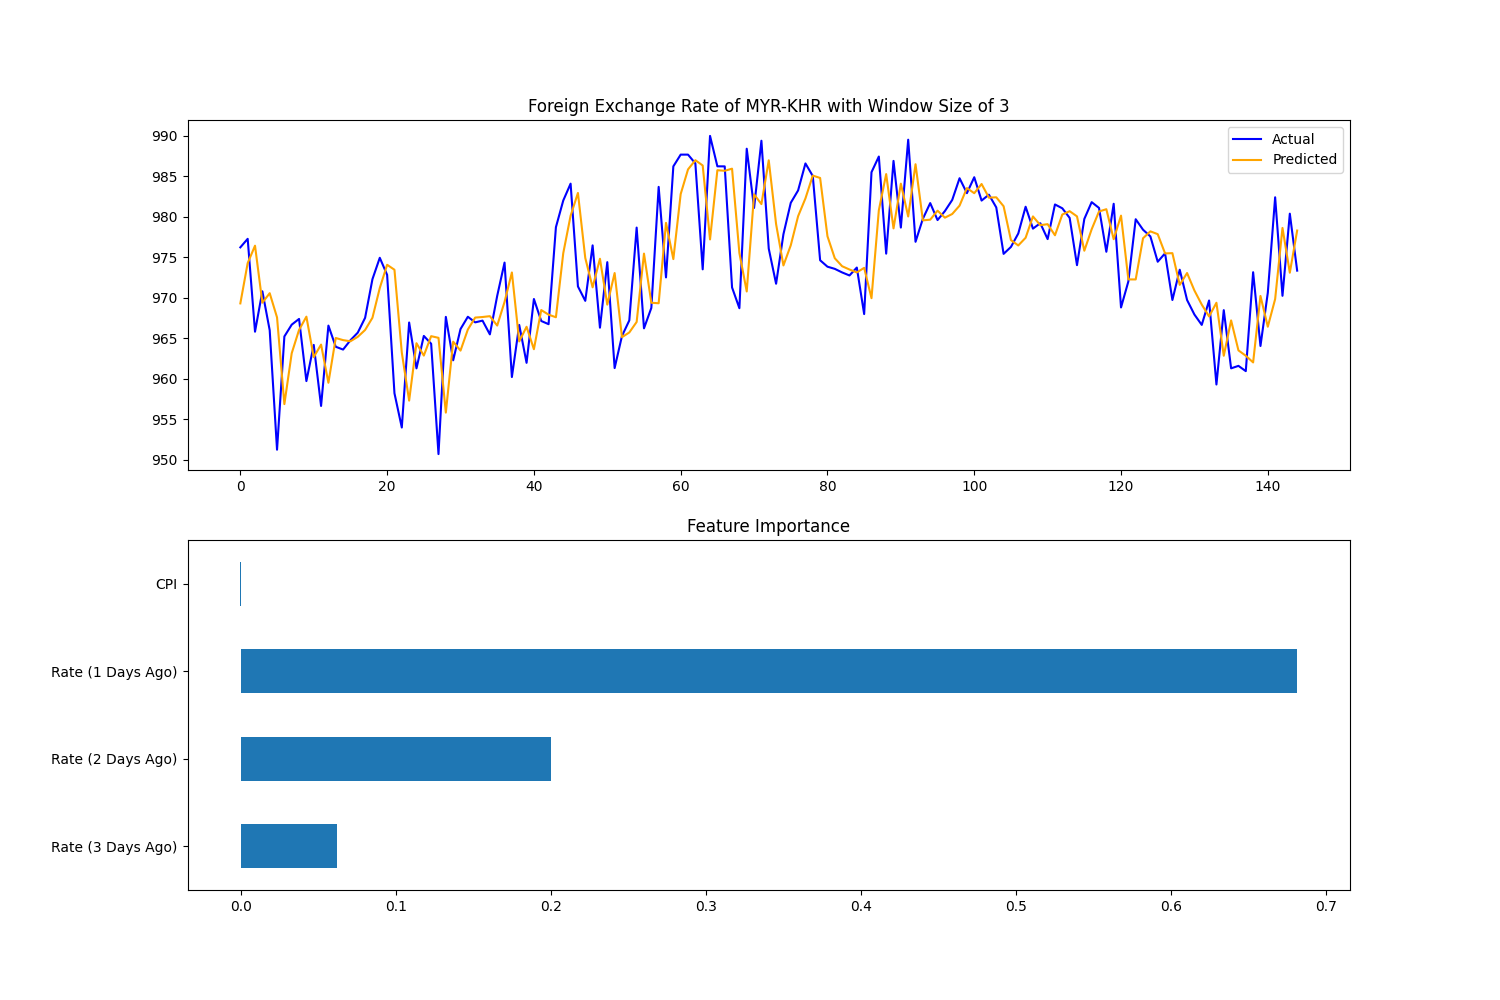 Foreign Exchange Rate of MYR-KHR with Window Size of 3
990
985
980
975
970
965
960
955
950
Actual
Predicted
0 20 40 60 80 100 120 140
Feature Importance
CPI
Rate (1 Days Ago)
Rate (2 Days Ago)
Rate (3 Days Ago)
0.0 0.1 0.2 0.3 0.4 0.5 0.6 0.7